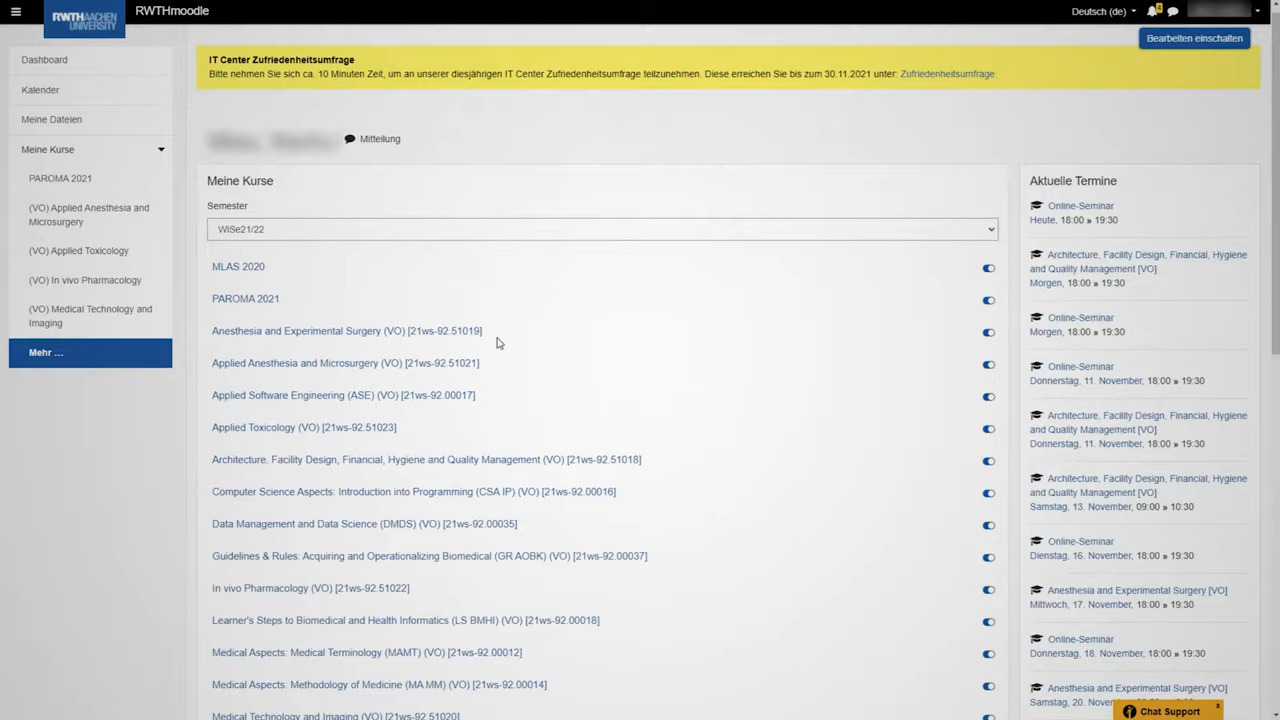 RWTHAACHEN
UNIVERSITY
RWTHmoodle
Deutsch (de)
4
Bearbeiten einschalten
Dashboard
Kalender
Meine Dateien
Meine Kurse
PAROMA 2021
(VO) Applied Anesthesia and
Microsurgery
(VO) Applied Toxicology
(VO) In vivo Pharmacology
(VO) Medical Technology and
Imaging
Mehr ...
IT Center Zufriedenheitsumfrage
Bitte nehmen Sie sich ca. 10 Minuten Zeit, um an unserer diesjährigen IT Center Zufriedenheitsumfrage teilzunehmen. Diese erreichen Sie bis zum 30.11.2021 unter: Zufriedenheitsumfrage
Mitteilung
Meine Kurse
Semester
WiSe21/22
MLAS 2020
PAROMA 2021
Anesthesia and Experimental Surgery (VO) [21ws-92.51019]
Applied Anesthesia and Microsurgery (VO) [21ws-92.51021]
Applied Software Engineering (ASE) (VO) [21ws-92.00017]
Applied Toxicology (VO) [21ws-92.51023]
Architecture, Facility Design, Financial, Hygiene and Quality Management (VO) [21ws-92.51018]
Computer Science Aspects: Introduction into Programming (CSA IP) (VO) [21ws-92.00016]
Data Management and Data Science (DMDS) (VO) [21ws-92.00035]
Guidelines & Rules: Acquiring and Operationalizing Biomedical (GR AOBK) (VO) [21ws-92.00037]
In vivo Pharmacology (VO) [21ws-92.51022]
Learner's Steps to Biomedical and Health Informatics (LS BMHI) (VO) [21ws-92.00018]
Medical Aspects: Medical Terminology (MAMT) (VO) [21ws-92.00012]
Medical Aspects: Methodology of Medicine (MA MM) (VO) [21ws-92.00014]
Medical Technology and Imaging (VO) [21ws-92.51020]
Aktuelle Termine
Online-Seminar
Heute, 18:00 » 19:30
Architecture, Facility Design, Financial, Hygiene
and Quality Management [VO]
Morgen, 18:00 » 19:30
Online-Seminar
Morgen, 18:00 » 19:30
Online-Seminar
Donnerstag, 11. November, 18:00 » 19:30
Architecture, Facility Design, Financial, Hygiene
and Quality Management [VO]
Donnerstag, 11. November, 18:00 » 19:30
Architecture, Facility Design, Financial, Hygiene
and Quality Management [VO]
Samstag, 13. November, 09:00 » 10:30
Online-Seminar
Dienstag, 16. November, 18:00 » 19:30
Anesthesia and Experimental Surgery [VO]
Mittwoch, 17. November, 18:00 » 19:30
Online-Seminar
Donnerstag, 18. November, 18:00 » 19:30
Anesthesia and Experimental Surgery [VO]
Samstag, 20.
Chat Support
x